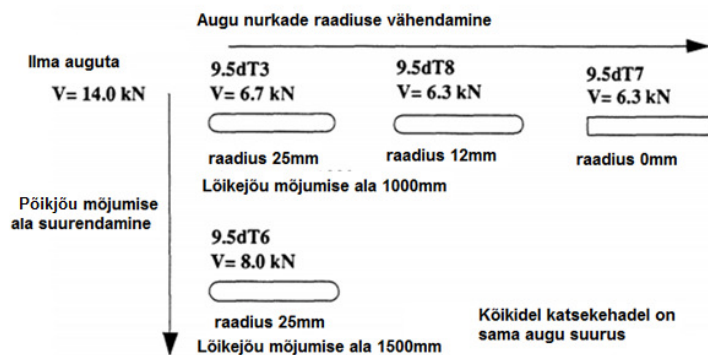 Augu nurkade raadiuse vähendamine
Ilma auguta
V= 14.0 kN
9.5dT3
V= 6.7 kN
raadius 25mm
9.5dT8
V= 6.3 kN
raadius 12mm
9.5dT7
V= 6.3 kN
raadius 0mm
Lõikejõu mõjumise ala 1000mm
Põikjõu mõjumise
ala suurendamine
9.5dT6
V= 8.0 kN
raadius 25mm
Lõikejõu mõjumise ala 1500mm
Kõikidel katsekehadel on
sama augu suurus